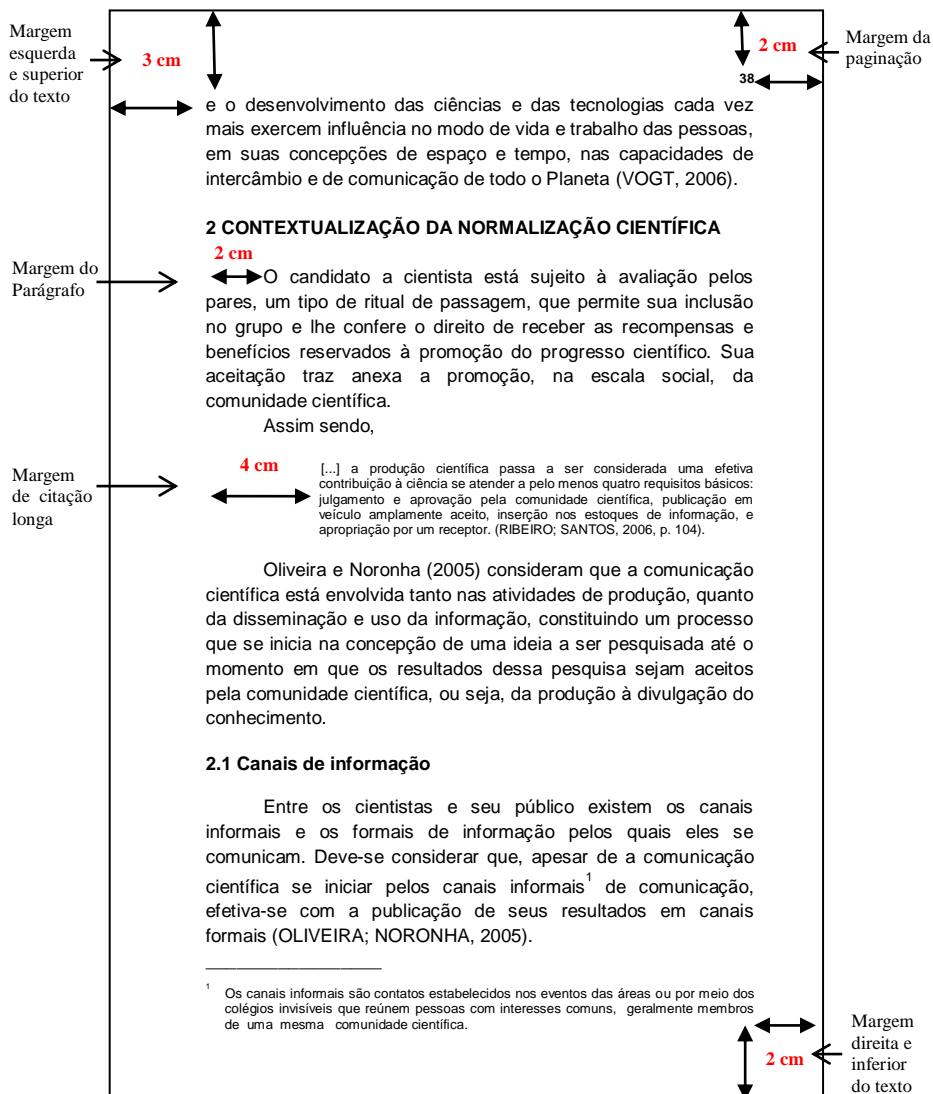 Margem
esquerda
e superior
do texto
3 cm
2 cm
Margem da
paginação
38
e o desenvolvimento das ciências e das tecnologias cada vez
mais exercem influência no modo de vida e trabalho das pessoas,
em suas concepções de espaço e tempo, nas capacidades de
intercâmbio e de comunicação de todo o Planeta (VOGT, 2006).
2 CONTEXTUALIZAÇÃO DA NORMALIZAÇÃO CIENTÍFICA
2 cm
Margem do
Parágrafo
O candidato a cientista está sujeito à avaliação pelos
pares, um tipo de ritual de passagem, que permite sua inclusão
no grupo e lhe confere o direito de receber as recompensas e
benefícios reservados à promoção do progresso científico. Sua
aceitação traz anexa a promoção, na escala social, da
comunidade científica.
Assim sendo,
Margem
de citação
longa
4 cm
[...] a produção científica passa a ser considerada uma efetiva
contribuição à ciência se atender a pelo menos quatro requisitos básicos:
julgamento e aprovação pela comunidade científica, publicação em
veículo amplamente aceito, inserção nos estoques de informação, e
apropriação por um receptor. (RIBEIRO; SANTOS, 2006, p. 104).
Oliveira e Noronha (2005) consideram que a comunicação
científica está envolvida tanto nas atividades de produção, quanto
da disseminação e uso da informação, constituindo um processo
que se inicia na concepção de uma ideia a ser pesquisada até o
momento em que os resultados dessa pesquisa sejam aceitos
pela comunidade científica, ou seja, da produção à divulgação do
conhecimento.
2.1 Canais de informação
Entre os cientistas e seu público existem os canais
informais e os formais de informação pelos quais eles se
comunicam. Deve-se considerar que, apesar de a comunicação
científica se iniciar pelos canais informais1 de comunicação,
efetiva-se com a publicação de seus resultados em canais
formais (OLIVEIRA; NORONHA, 2005).
1 Os canais informais são contatos estabelecidos nos eventos das áreas ou por meio dos
colégios invisíveis que reúnem pessoas com interesses comuns, geralmente membros
de uma mesma comunidade científica.
2 cm
Margem
direita e
inferior
do texto